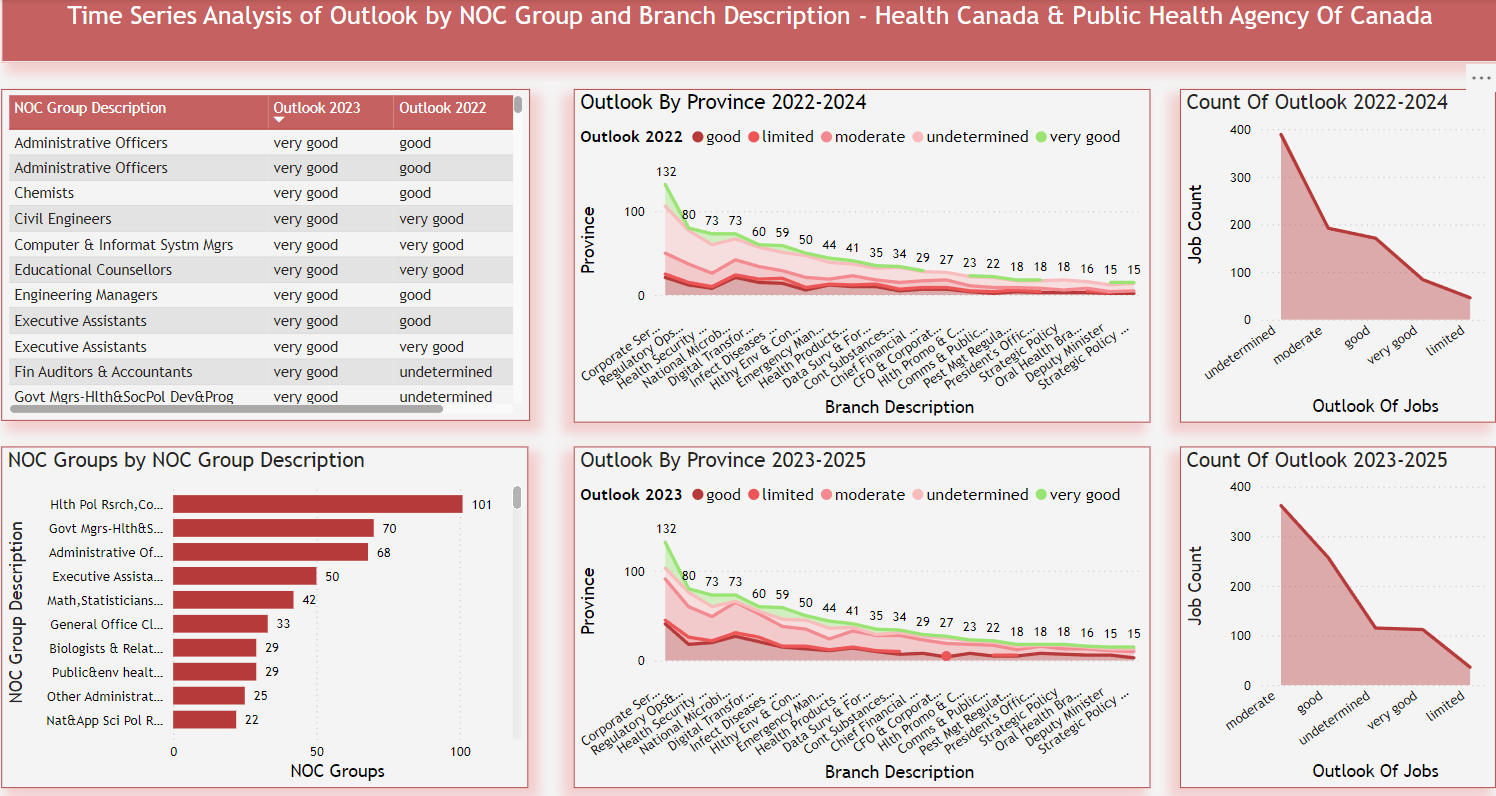 Time Series Analysis of Outlook by NOC Group and Branch Description - Health Canada & Public Health Agency Of Canada
NOC Group Description Outlook 2023 Outlook 2022
Administrative Officers very good good
Administrative Officers very good good
Chemists very good good
Civil Engineers very good very good
Computer & Informat Systm Mgrs very good very good
Educational Counsellors very good very good
Engineering Managers very good good
Executive Assistants very good good
Executive Assistants very good very good
Fin Auditors & Accountants very good undetermined
Govt Mgrs-Hlth&SocPol Dev&Prog very good undetermined
Outlook By Province 2022-2024
Outlook 2022 good limited moderate undetermined very good
Province
100
0
132
80
73
73
60
59
50
44
41
35
34
29
27
23
22
18
18
18
16
15
15
Corporate Ser...
Regulatory Ops...
Health Security ...
National Microb...
Digital Transfor...
Infect Diseases ...
Hlthy Env & Con...
Emergency Man...
Health Products...
Data Surv & For...
Cont Substances...
Chief Financial ...
CFO & Corporat...
Hlth Promo & C...
Comms & Public...
Pest Mgt Regula...
President's Offic...
Strategic Policy
Oral Health Bra...
Deputy Minister
Strategic Policy ...
Branch Description
Count Of Outlook 2022-2024
Job Count
400
300
200
100
0
undetermined
moderate
good
very good
limited
Outlook Of Jobs
NOC Groups by NOC Group Description
NOC Group Description
Hlth Pol Rsrch,Co... 101
Govt Mgrs-Hlth&S... 70
Administrative Of... 68
Executive Assista... 50
Math,Statisticians... 42
General Office Cl... 33
Biologists & Relat... 29
Public&env healt... 29
Other Administrat... 25
Nat&App Sci Pol R... 22
0 50 100
NOC Groups
Outlook By Province 2023-2025
Outlook 2023 good limited moderate undetermined very good
Province
100
0
132
80
73
73
60
59
50
44
41
35
34
29
27
23
22
18
18
18
16
15
15
Corporate Ser...
Regulatory Ops&...
Health Security ...
National Microbi...
Digital Transfor...
Infect Diseases ...
Hlthy Env & Con...
Emergency Man...
Health Products ...
Data Surv & For...
Cont Substances...
Chief Financial ...
CFO & Corporat...
Hlth Promo & C...
Comms & Public...
Pest Mgt Regulat...
President's Offic...
Strategic Policy
Oral Health Bra...
Deputy Minister
Strategic Policy ...
Branch Description
Count Of Outlook 2023-2025
Job Count
400
300
200
100
0
moderate
good
undetermined
very good
limited
Outlook Of Jobs